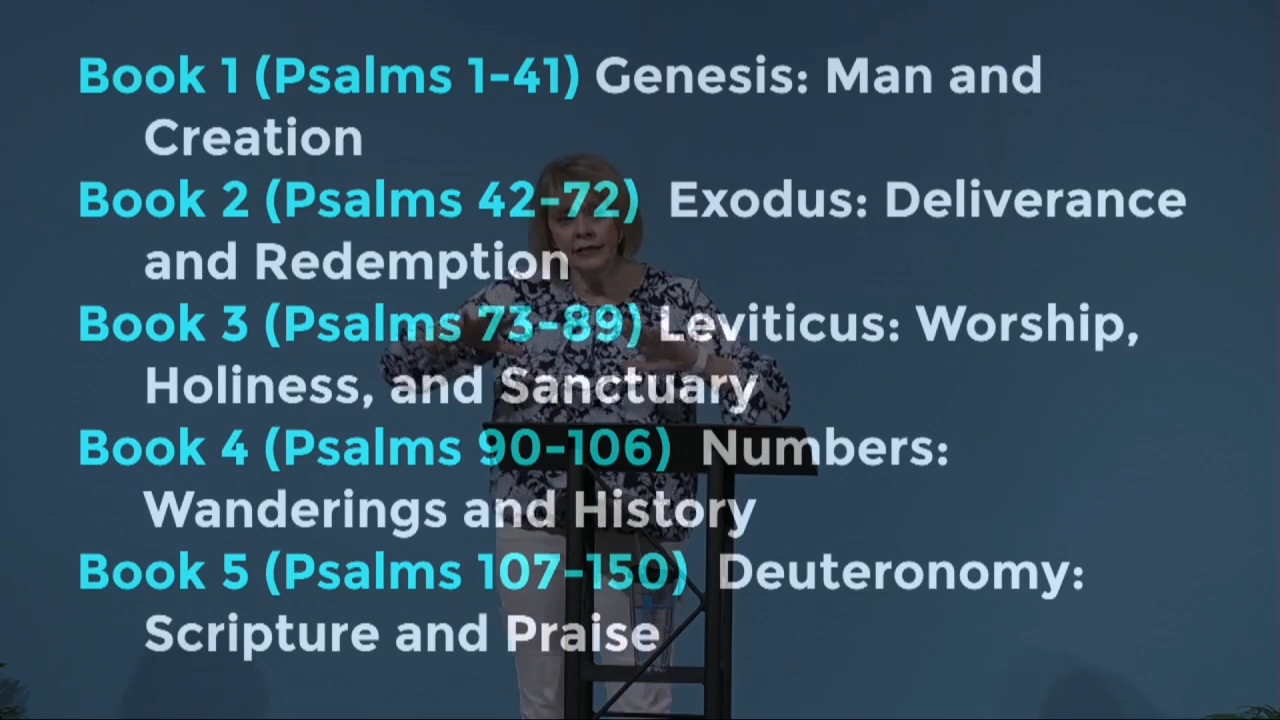 Book 1 (Psalms 1-41) Genesis: Man and
Creation
Book 2 (Psalms 42-72) Exodus: Deliverance
and Redemption
Book 3 (Psalms 73-89) Leviticus: Worship,
Holiness, and Sanctuary
Book 4 (Psalms 90-106) Numbers:
Wanderings and History
Book 5 (Psalms 107-150) Deuteronomy:
Scripture and Praise